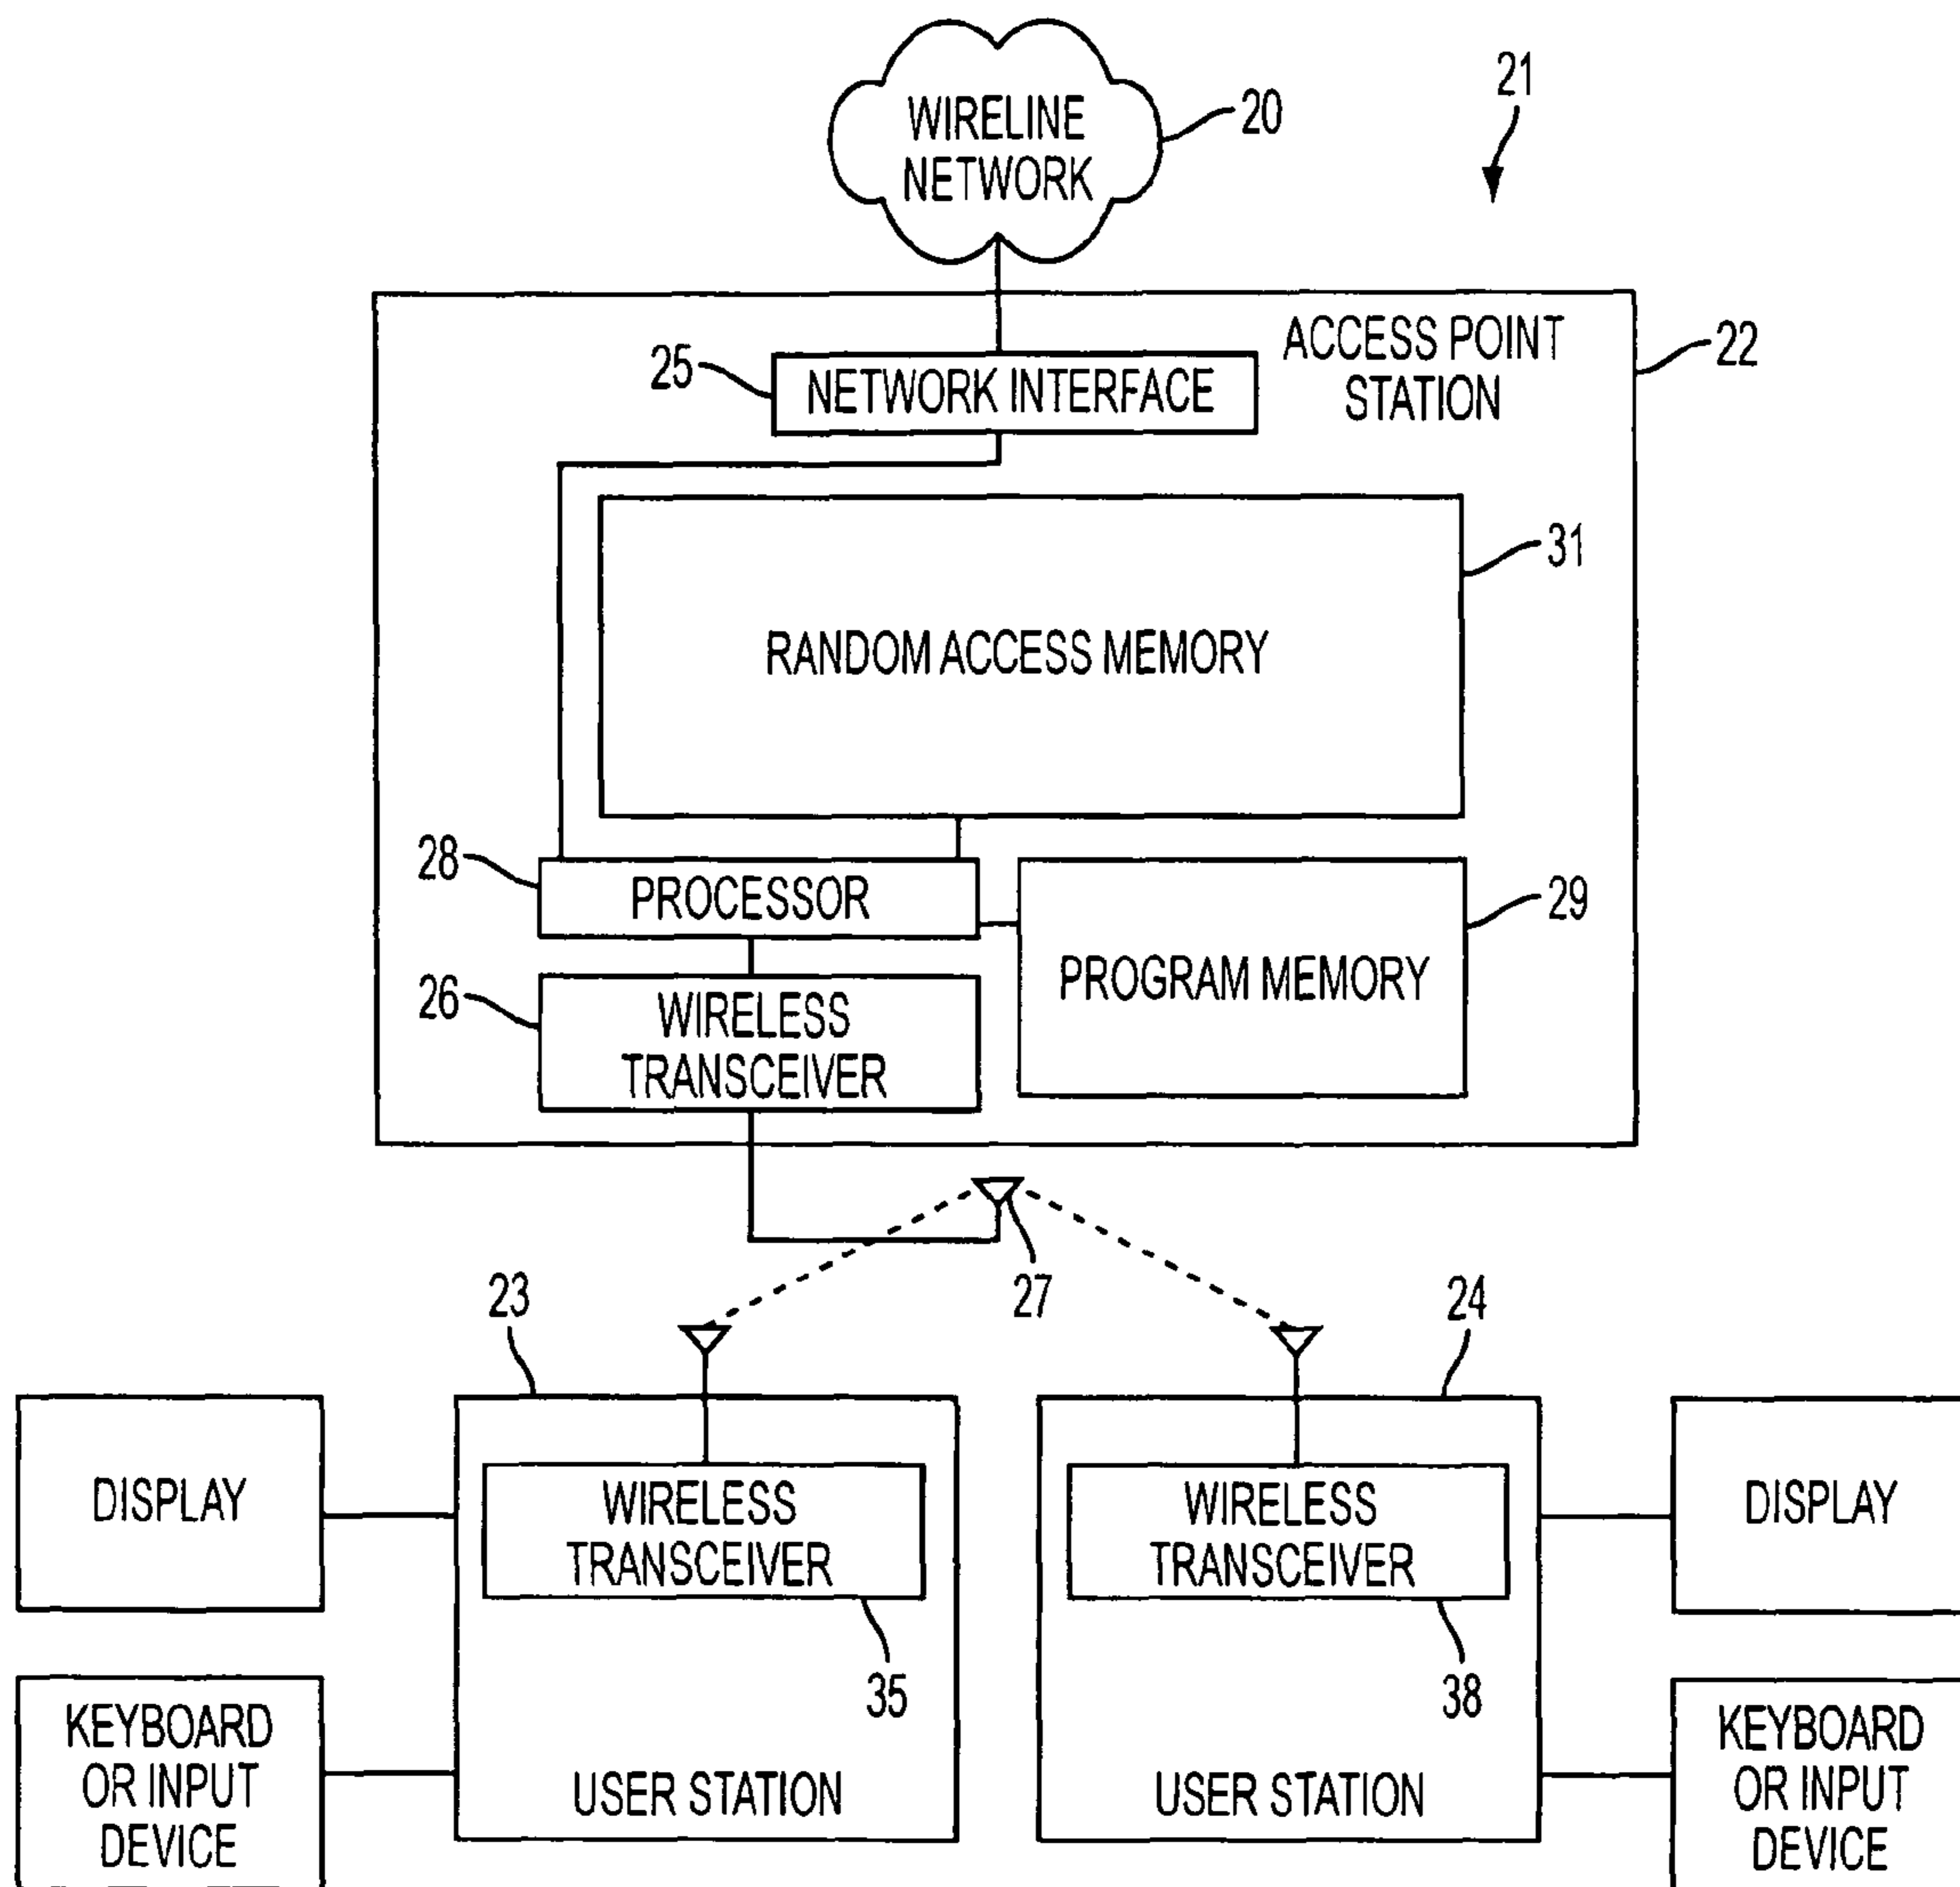 WIRELINE
NETWORK
20
21
ACCESS POINT
STATION
22
25
NETWORK INTERFACE
31
RANDOM ACCESS MEMORY
28
PROCESSOR
29
PROGRAM MEMORY
26
WIRELESS
TRANSCEIVER
27
23
24
DISPLAY
WIRELESS
TRANSCEIVER
35
KEYBOARD
OR INPUT
DEVICE
USER STATION
WIRELESS
TRANSCEIVER
38
USER STATION
DISPLAY
KEYBOARD
OR INPUT
DEVICE